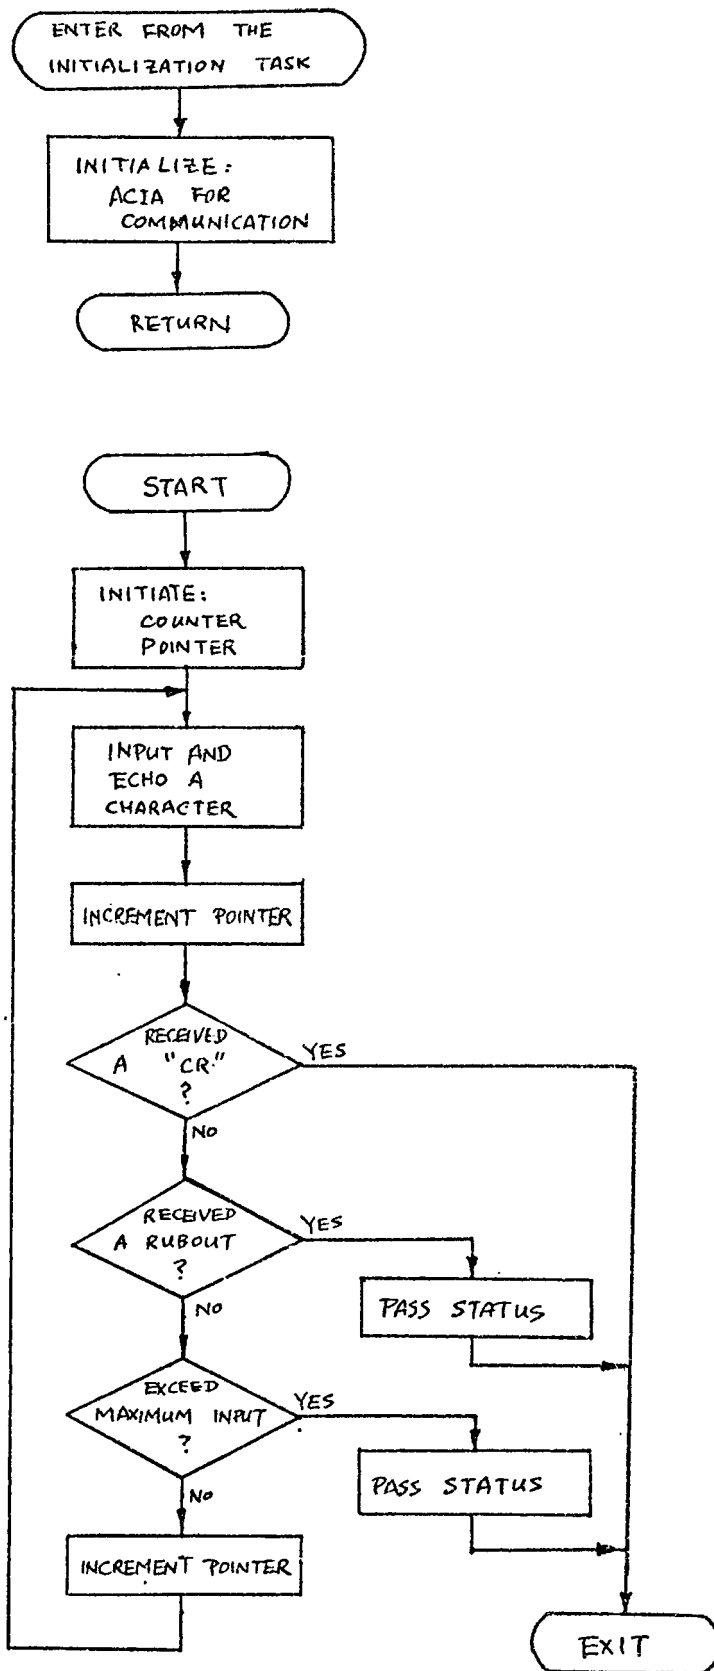 ENTER FROM THE
INITIALIZATION TASK
INITIALIZE:
ACIA FOR
COMMUNICATION
RETURN
START
INITIATE:
COUNTER
POINTER
INPUT AND
ECHO A
CHARACTER
INCREMENT POINTER
RECEIVED
A "CR."
?
YES
NO
RECEIVED
A RUBOUT
?
YES
PASS STATUS
NO
EXCEED
MAXIMUM INPUT
?
YES
PASS STATUS
NO
INCREMENT POINTER
EXIT